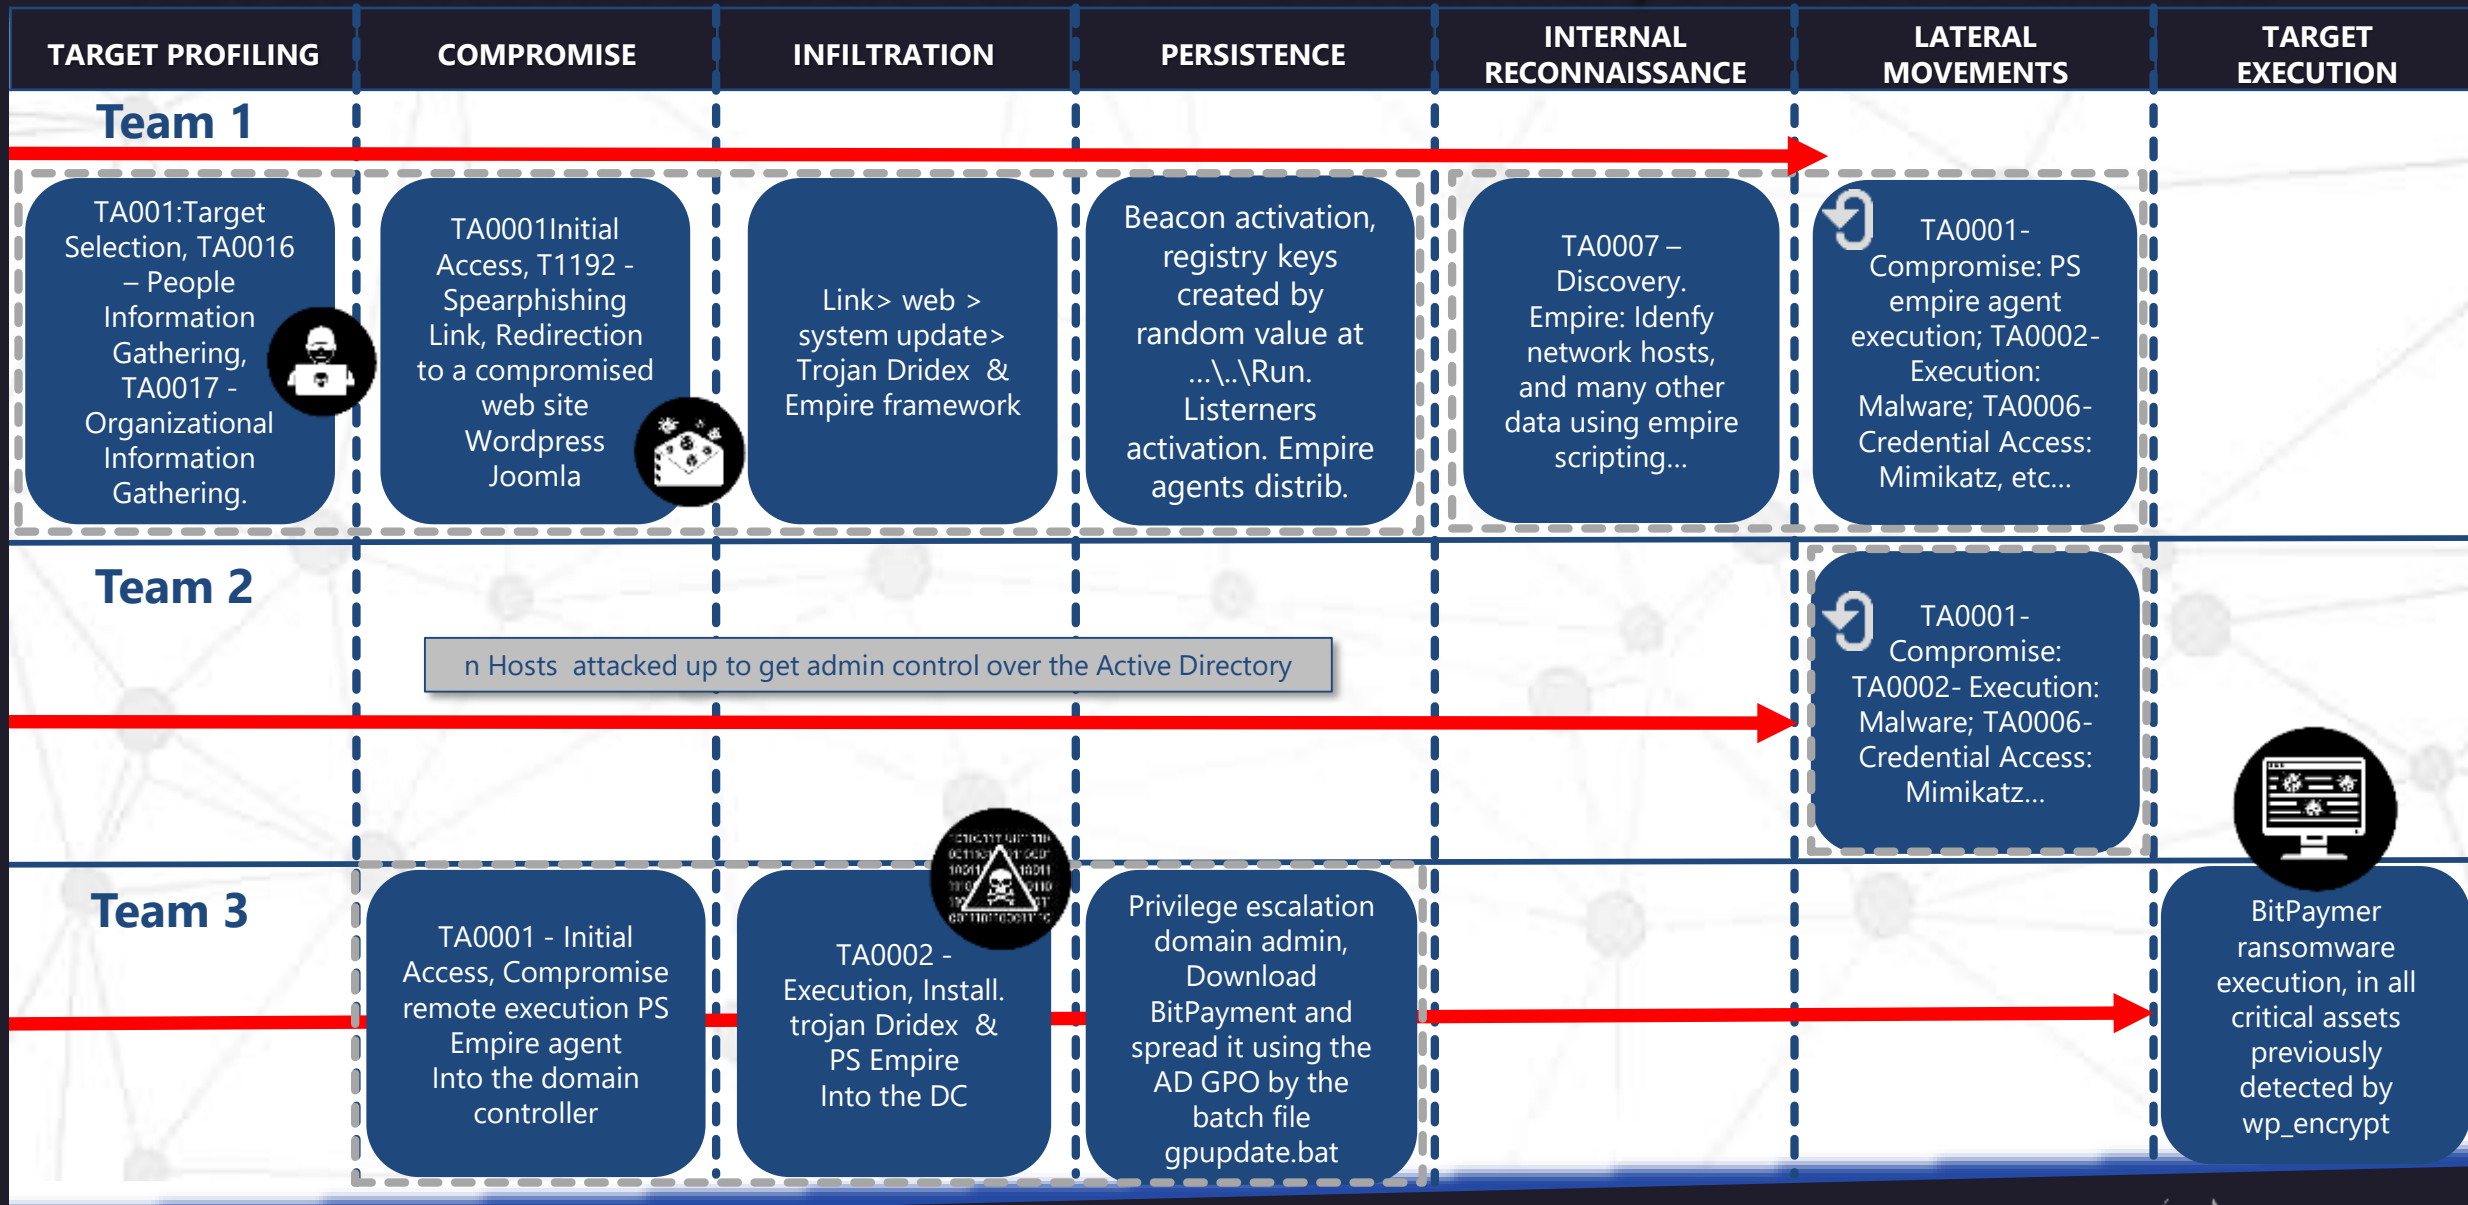 TARGET PROFILING
COMPROMISE
INFILTRATION
PERSISTENCE
INTERNAL
RECONNAISSANCE
LATERAL
MOVEMENTS
TARGET
EXECUTION
Team 1
TA001:Target
Selection, TA0016
– People
Information
Gathering,
TA0017 -
Organizational
Information
Gathering.
TA0001Initial
Access, T1192 -
Spearphishing
Link, Redirection
to a compromised
web site
Wordpress
Joomla
Link> web >
system update>
Trojan Dridex &
Empire framework
Beacon activation,
registry keys
created by
random value at
...\..\Run.
Listerners
activation. Empire
agents distrib.
TA0007 –
Discovery.
Empire: Idenfy
network hosts,
and many other
data using empire
scripting...
TA0001-
Compromise: PS
empire agent
execution; TA0002-
Execution:
Malware; TA0006-
Credential Access:
Mimikatz, etc...
Team 2
n Hosts attacked up to get admin control over the Active Directory
TA0001-
Compromise:
TA0002- Execution:
Malware; TA0006-
Credential Access:
Mimikatz...
Team 3
TA0001 - Initial
Access, Compromise
remote execution PS
Empire agent
Into the domain
controller
TA0002 -
Execution, Install.
trojan Dridex &
PS Empire
Into the DC
Privilege escalation
domain admin,
Download
BitPayment and
spread it using the
AD GPO by the
batch file
gpupdate.bat
BitPaymer
ransomware
execution, in all
critical assets
previously
detected by
wp_encrypt